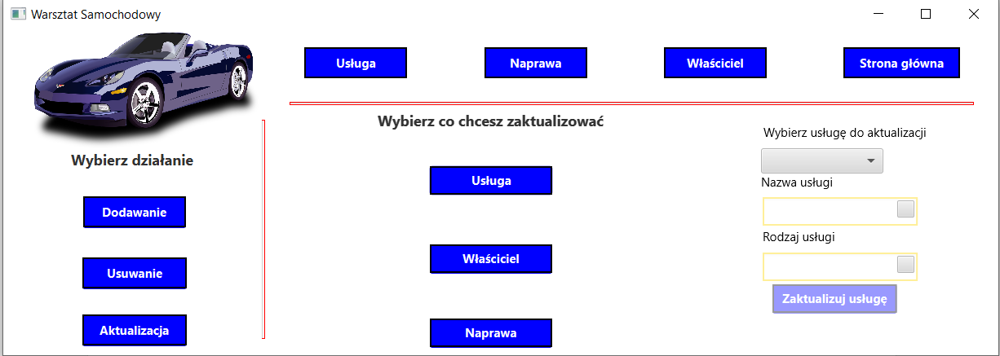 Warsztat Samochodowy
Usługa
Naprawa
Właściciel
Strona główna
Wybierz działanie
Dodawanie
Usuwanie
Aktualizacja
Wybierz co chcesz zaktualizować
Usługa
Właściciel
Naprawa
Wybierz usługę do aktualizacji
Nazwa usługi
Rodzaj usługi
Zaktualizuj usługę